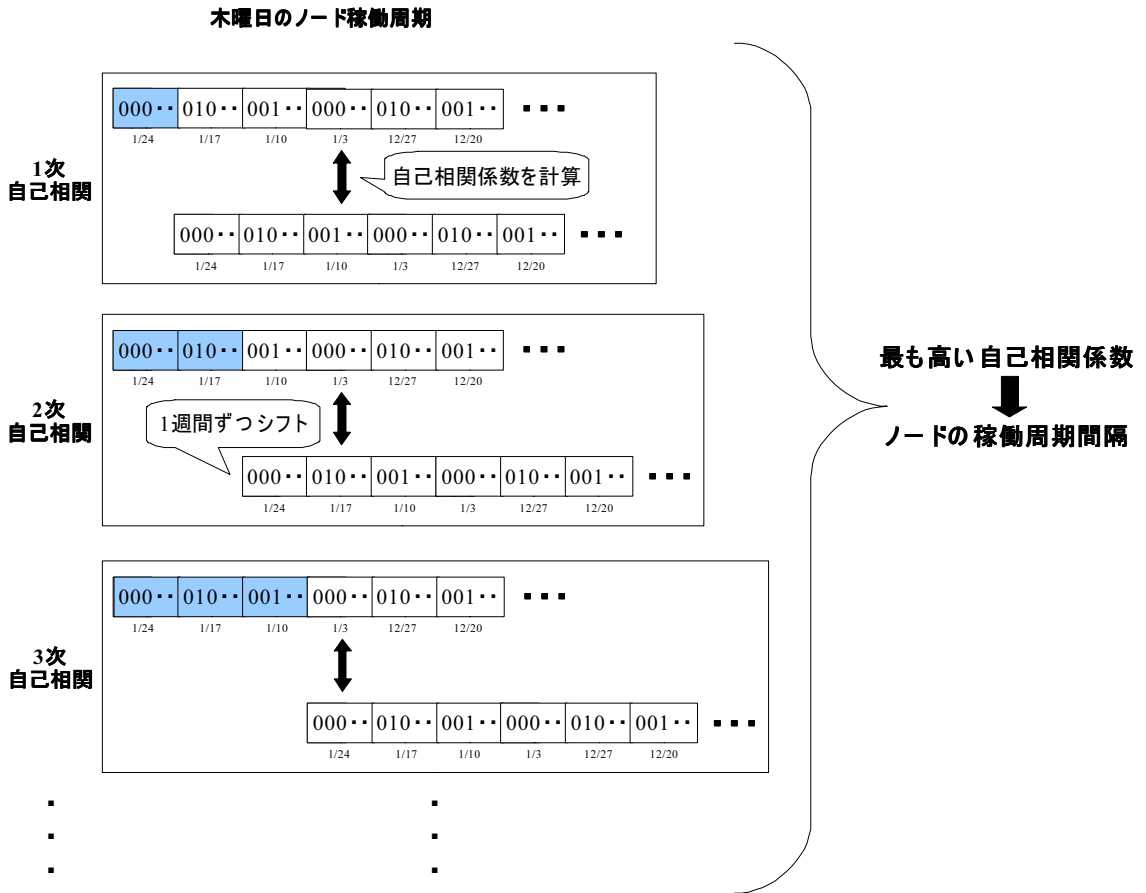 木曜日のノード稼働周期
000‥ 010‥ 001‥ 000‥ 010‥ 001‥ ・・・
1/24 1/17 1/10 1/3 12/27 12/20
1次
自己相関
自己相関係数を計算
000‥ 010‥ 001‥ 000‥ 010‥ 001‥ ・・・
1/24 1/17 1/10 1/3 12/27 12/20
000‥ 010‥ 001‥ 000‥ 010‥ 001‥ ・・・
1/24 1/17 1/10 1/3 12/27 12/20
2次
自己相関
1週間ずつシフト
000‥ 010‥ 001‥ 000‥ 010‥ 001‥ ・・・
1/24 1/17 1/10 1/3 12/27 12/20
000‥ 010‥ 001‥ 000‥ 010‥ 001‥ ・・・
1/24 1/17 1/10 1/3 12/27 12/20
3次
自己相関
000‥ 010‥ 001‥ 000‥ 010‥ 001‥ ・・・
1/24 1/17 1/10 1/3 12/27 12/20
最も高い自己相関係数
ノードの稼働周期間隔